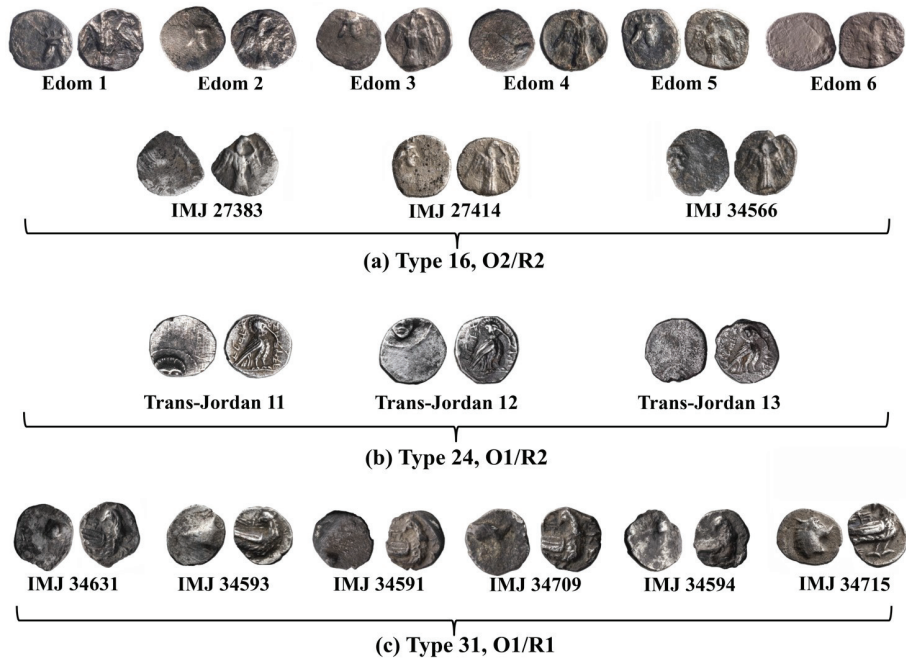 Edom 1 Edom 2 Edom 3 Edom 4 Edom 5 Edom 6
IMJ 27383 IMJ 27414 IMJ 34566
(a) Type 16, O2/R2
Trans-Jordan 11 Trans-Jordan 12 Trans-Jordan 13
(b) Type 24, O1/R2
IMJ 34631 IMJ 34593 IMJ 34591 IMJ 34709 IMJ 34594 IMJ 34715
(c) Type 31, O1/R1